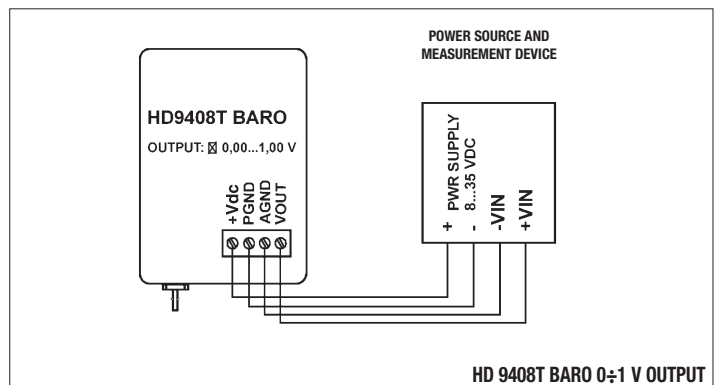 POWER SOURCE AND
MEASUREMENT DEVICE
HD9408T BARO
OUTPUT: ☒ 0,00...1,00 V
+Vdc
PGND
AGND
VOUT
+ PWR SUPPLY
- 8...35 VDC
-VIN
+VIN
HD 9408T BARO 0÷1 V OUTPUT